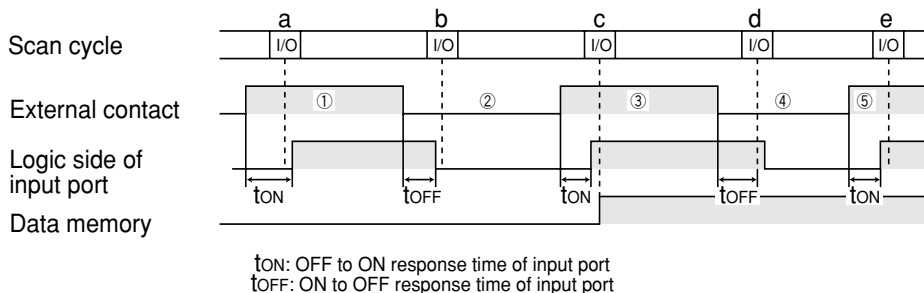 a b c d e
Scan cycle I/O I/O I/O I/O I/O
External contact ① ② ③ ④ ⑤
Logic side of
input port
tON tOFF tON tOFF tON
Data memory
tON: OFF to ON response time of input port
tOFF: ON to OFF response time of input port